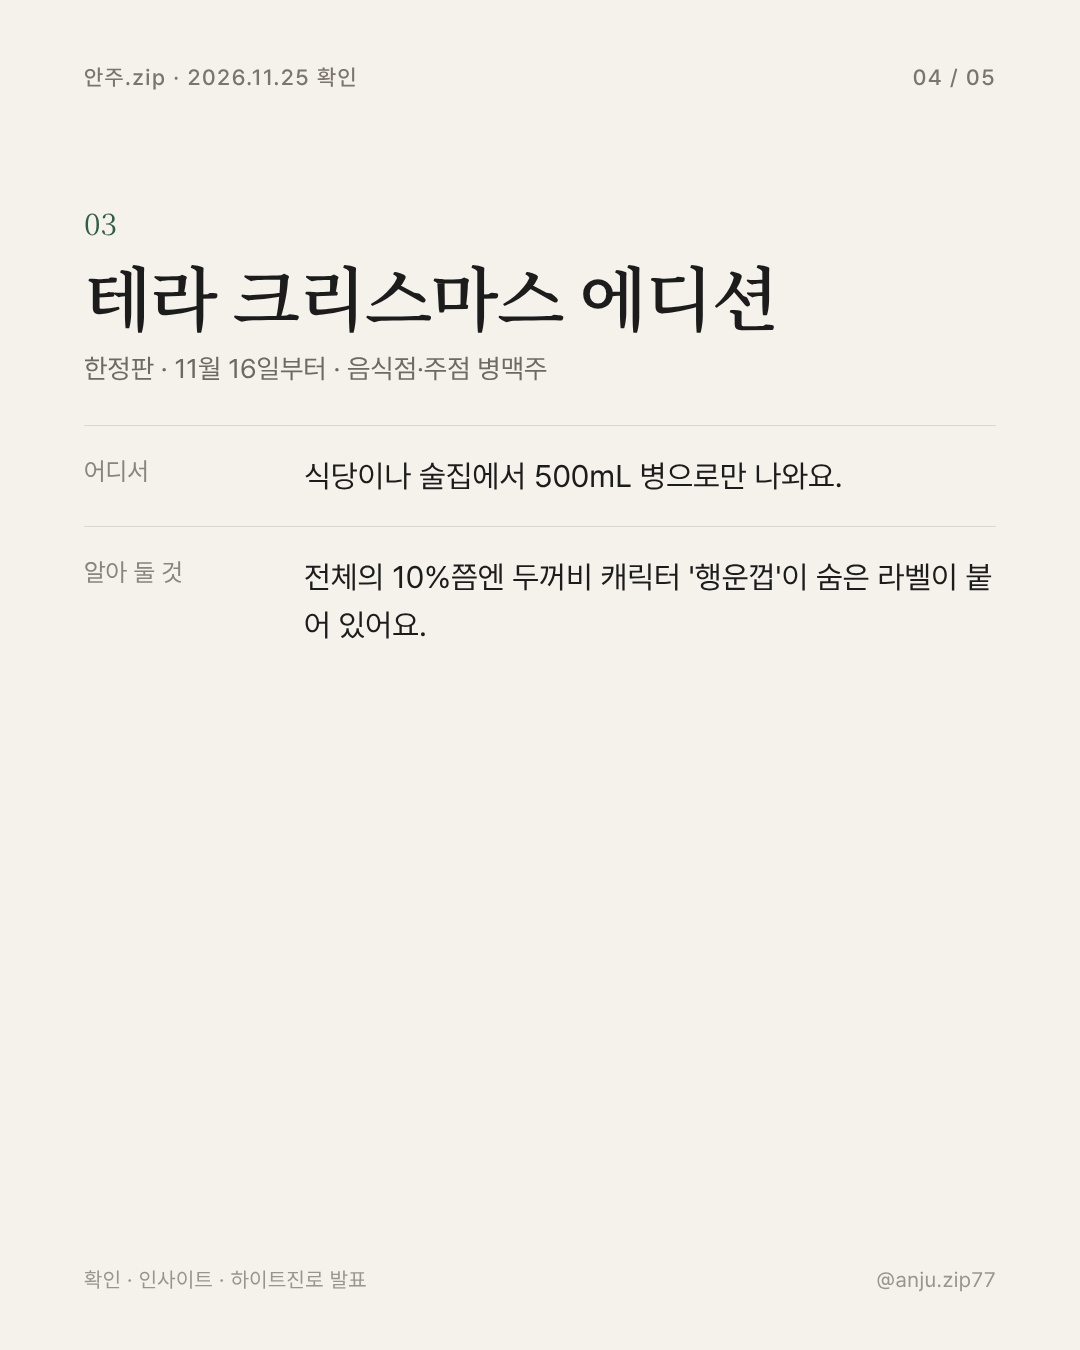 안주.zip · 2026.11.25 확인
04 / 05
03
테라 크리스마스 에디션
한정판 · 11월 16일부터 · 음식점·주점 병맥주
어디서
식당이나 술집에서 500mL 병으로만 나와요.
알아 둘 것
전체의 10%쯤엔 두꺼비 캐릭터 '행운껍'이 숨은 라벨이 붙
어 있어요.
확인 · 인사이트 · 하이트진로 발표
@anju.zip77